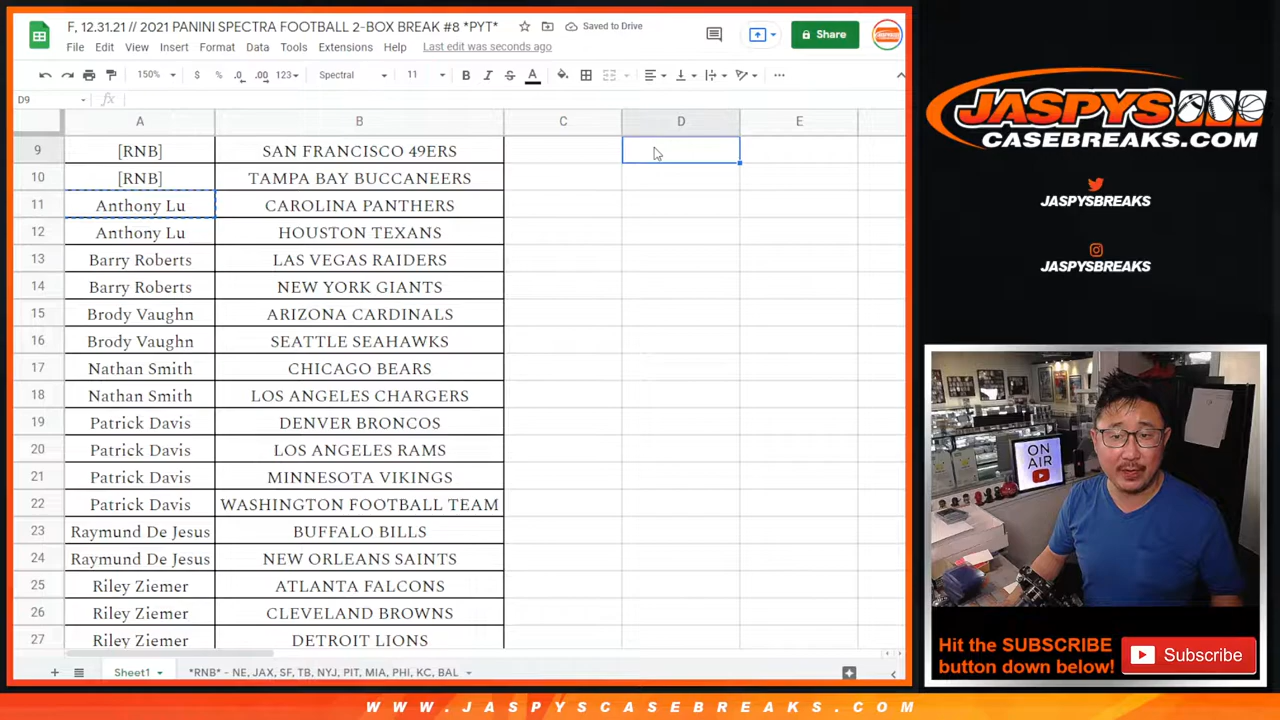 F, 12.31.21 // 2021 PANINI SPECTRA FOOTBALL 2-BOX BREAK #8 *PYT*
Saved to Drive
Share
File Edit View Insert Format Data Tools Extensions Help Last edit was seconds ago
150% $ % .0 .00 123 Spectral 11 B I S A
D9 fx
A B C D E
9 [RNB] SAN FRANCISCO 49ERS
10 [RNB] TAMPA BAY BUCCANEERS
11 Anthony Lu CAROLINA PANTHERS
12 Anthony Lu HOUSTON TEXANS
13 Barry Roberts LAS VEGAS RAIDERS
14 Barry Roberts NEW YORK GIANTS
15 Brody Vaughn ARIZONA CARDINALS
16 Brody Vaughn SEATTLE SEAHAWKS
17 Nathan Smith CHICAGO BEARS
18 Nathan Smith LOS ANGELES CHARGERS
19 Patrick Davis DENVER BRONCOS
20 Patrick Davis LOS ANGELES RAMS
21 Patrick Davis MINNESOTA VIKINGS
22 Patrick Davis WASHINGTON FOOTBALL TEAM
23 Raymund De Jesus BUFFALO BILLS
24 Raymund De Jesus NEW ORLEANS SAINTS
25 Riley Ziemer ATLANTA FALCONS
26 Riley Ziemer CLEVELAND BROWNS
27 Riley Ziemer DETROIT LIONS
Sheet1 *RNB* - NE, JAX, SF, TB, NYJ, PIT, MIA, PHI, KC, BAL
JASPYS
CASEBREAKS.COM
JASPYSBREAKS
JASPYSBREAKS
ON
AIR
Hit the SUBSCRIBE
button down below!
Subscribe
WWW.JASPYSCASEBREAKS.COM